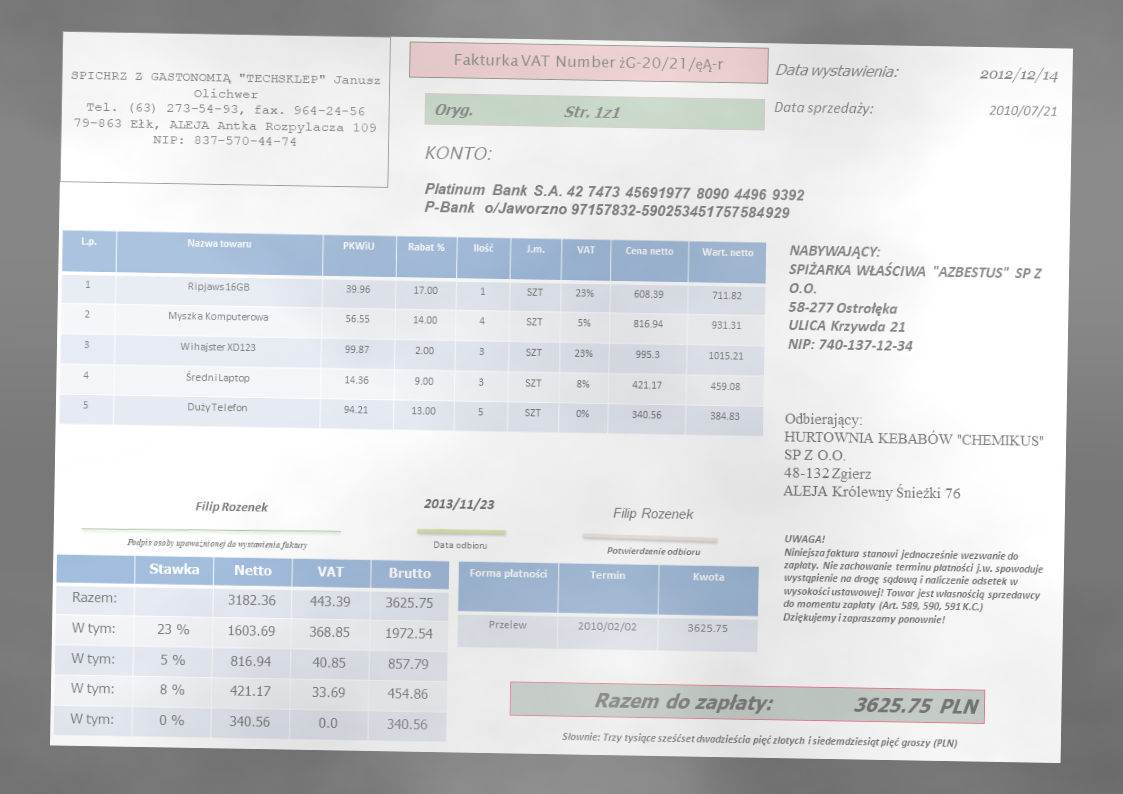 SPICHRZ Z GASTONOMIĄ "TECHSKLEP" Janusz
Olichwer
Tel. (63) 273-54-93, fax. 964-24-56
79-863 Ełk, ALEJA Antka Rozpylacza 109
NIP: 837-570-44-74
Fakturka VAT Number żG-20/21/ęĄ-r
Oryg. Str. 1z1
Data wystawienia: 2012/12/14
Data sprzedaży: 2010/07/21
KONTO:
Platinum Bank S.A. 42 7473 45691977 8090 4496 9392
P-Bank o/Jaworzno 97157832-590253451757584929
L.p. Nazwa towaru PKWiU Rabat % Ilość J.m. VAT Cena netto Wart. netto
1 Ripjaws16GB 39.96 17.00 1 SZT 23% 608.39 711.82
2 Myszka Komputerowa 56.55 14.00 4 SZT 5% 816.94 931.31
3 Wihajster XD123 99.87 2.00 3 SZT 23% 995.3 1015.21
4 Średni Laptop 14.36 9.00 3 SZT 8% 421.17 459.08
5 Duży Telefon 94.21 13.00 5 SZT 0% 340.56 384.83
NABYWAJĄCY:
SPIŻARKA WŁAŚCIWA "AZBESTUS" SP Z
O.O.
58-277 Ostrołęka
ULICA Krzywda 21
NIP: 740-137-12-34
Odbierający:
HURTOWNIA KEBABÓW "CHEMIKUS"
SP Z O.O.
48-132 Zgierz
ALEJA Królewny Śnieżki 76
Filip Rozenek
Podpis osoby upoważnionej do wystawienia faktury
2013/11/23
Data odbioru
Filip Rozenek
Potwierdzenie odbioru
UWAGA!
Niniejsza faktura stanowi jednocześnie wezwanie do
zapłaty. Nie zachowanie terminu płatności j.w. spowoduje
wystąpienie na drogę sądową i naliczenie odsetek w
wysokości ustawowej! Towar jest własnością sprzedawcy
do momentu zapłaty (Art. 589, 590, 591 K.C.)
Dziękujemy i zapraszamy ponownie!
Stawka Netto VAT Brutto
Razem: 3182.36 443.39 3625.75
W tym: 23 % 1603.69 368.85 1972.54
W tym: 5 % 816.94 40.85 857.79
W tym: 8 % 421.17 33.69 454.86
W tym: 0 % 340.56 0.0 340.56
Forma płatności Termin Kwota
Przelew 2010/02/02 3625.75
Razem do zapłaty: 3625.75 PLN
Słownie: Trzy tysiące sześćset dwadzieścia pięć złotych i siedemdziesiąt pięć groszy (PLN)